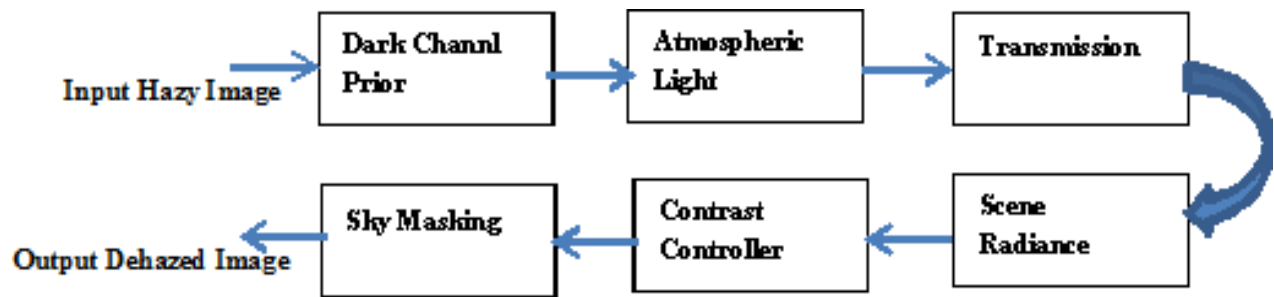 Input Hazy Image
Dark Channl
Prior
Atmospheric
Light
Transmission
Scene
Radiance
Contrast
Controller
Sky Masking
Output Dehazed Image